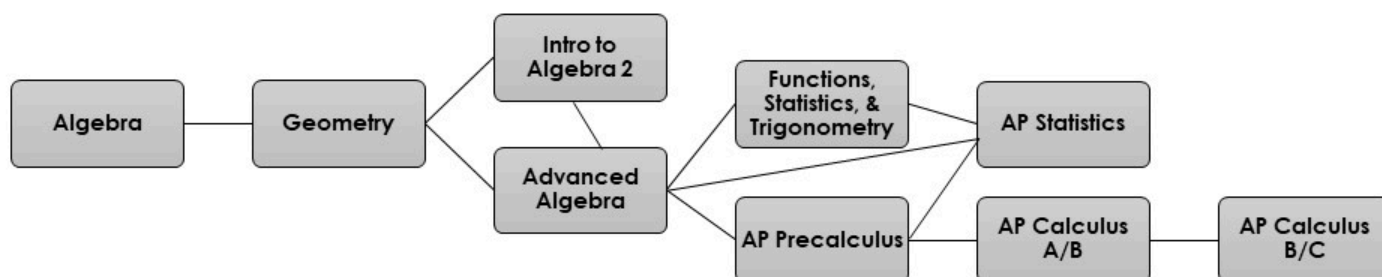 Algebra
Geometry
Intro to
Algebra 2
Advanced
Algebra
Functions,
Statistics, &
Trigonometry
AP Precalculus
AP Statistics
AP Calculus
A/B
AP Calculus
B/C